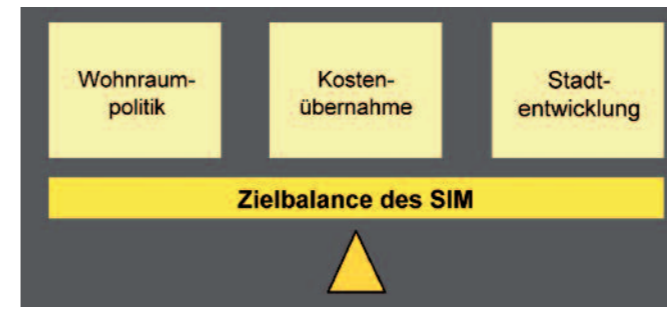 Wohnraum-
politik
Kosten-
übernahme
Stadt-
entwicklung
Zielbalance des SIM